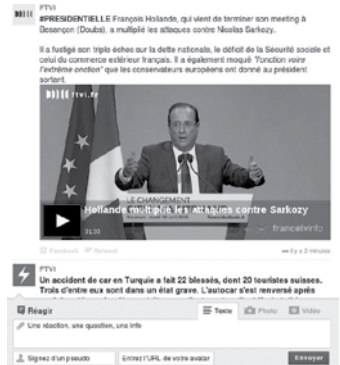 FTVi
#PRESIDENTIELLE François Hollande, qui vient de terminer son meeting à
Besançon (Doubs), a multiplié les attaques contre Nicolas Sarkozy.
Il a fustigé son triple échec sur la dette nationale, le déficit de la Sécurité sociale et
celui du commerce extérieur français. Il a également moqué "l'onction voire
l'extrême onction" que les conservateurs européens ont donné au président
sortant.
ftvi.fr
LE CHANGEMENT
Hollande multiplie les attaques contre Sarkozy
francetvinfo
Facebook Retweet
il y a 2 minutes
FTVi
Un accident de car en Turquie a fait 22 blessés, dont 20 touristes suisses.
Trois d'entre eux sont dans un état grave. L'autocar s'est renversé après
Réagir
Texte Photo Vidéo
Une réaction, une question, une info
Signez d'un pseudo
Entrez l'URL de votre avatar
Envoyer